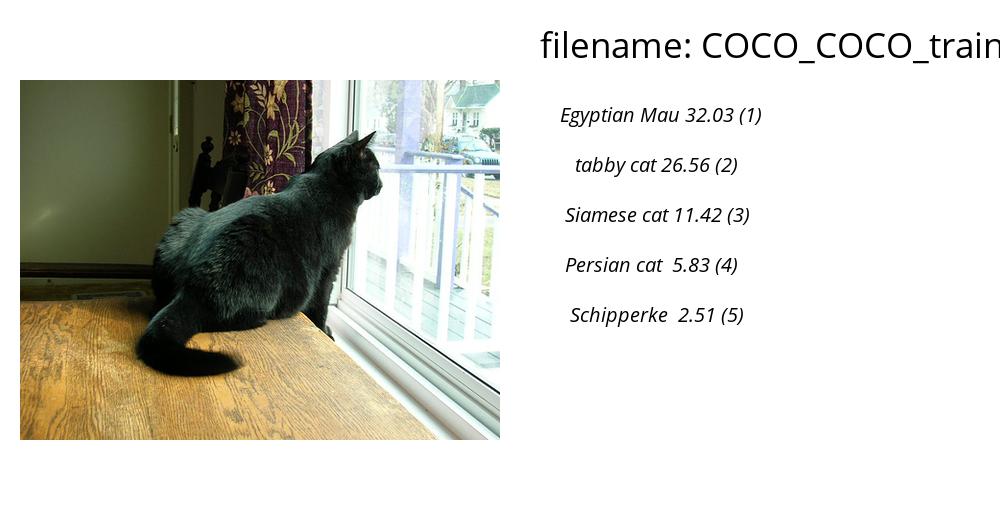 filename: COCO_COCO_train
Egyptian Mau 32.03 (1)
tabby cat 26.56 (2)
Siamese cat 11.42 (3)
Persian cat 5.83 (4)
Schipperke 2.51 (5)